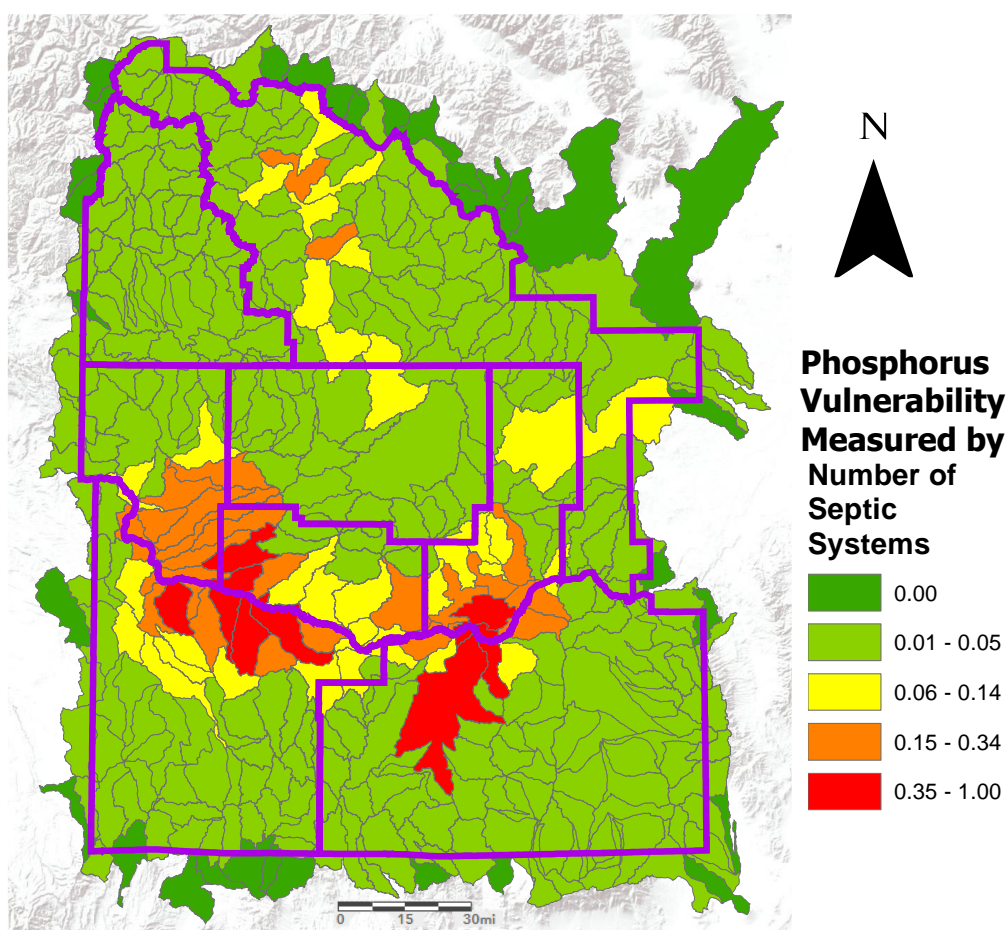 N
Phosphorus
Vulnerability
Measured by
Number of
Septic
Systems
0.00
0.01 - 0.05
0.06 - 0.14
0.15 - 0.34
0.35 - 1.00
0 15 30mi